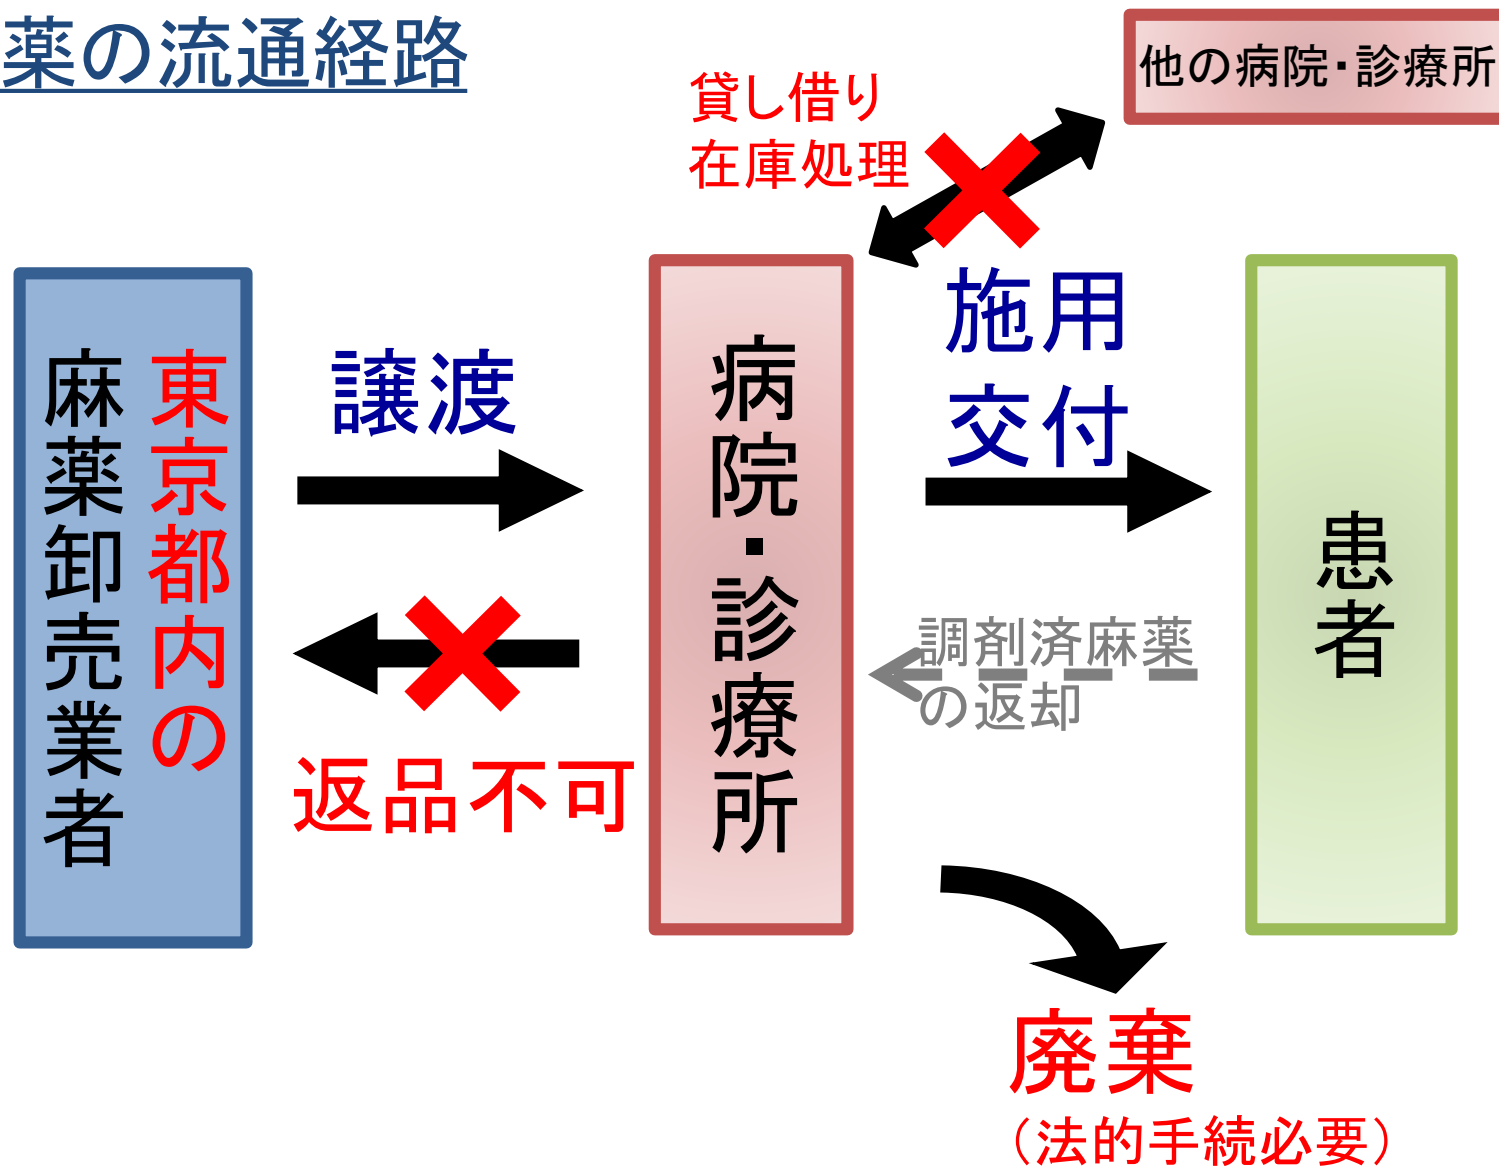 薬の流通経路
他の病院・診療所
貸し借り
在庫処理
東京都内の
麻薬卸売業者
譲渡
返品不可
病院・診療所
施用
交付
調剤済麻薬
の返却
患者
廃棄
（法的手続必要）